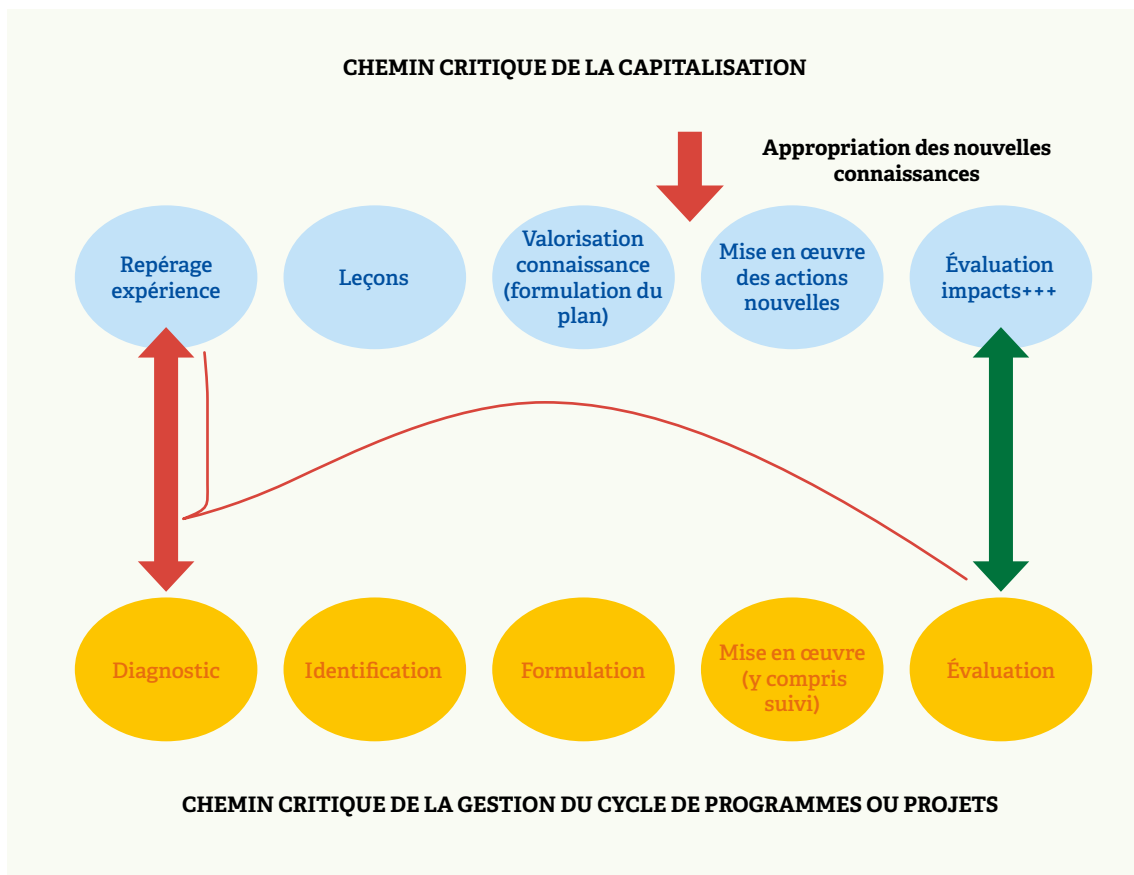 CHEMIN CRITIQUE DE LA CAPITALISATION
Appropriation des nouvelles
connaissances
Repérage
expérience
Leçons
Valorisation
connaissance
(formulation du
plan)
Mise en œuvre
des actions
nouvelles
Évaluation
impacts+++
Diagnostic
Identification
Formulation
Mise en œuvre
(y compris
suivi)
Évaluation
CHEMIN CRITIQUE DE LA GESTION DU CYCLE DE PROGRAMMES OU PROJETS